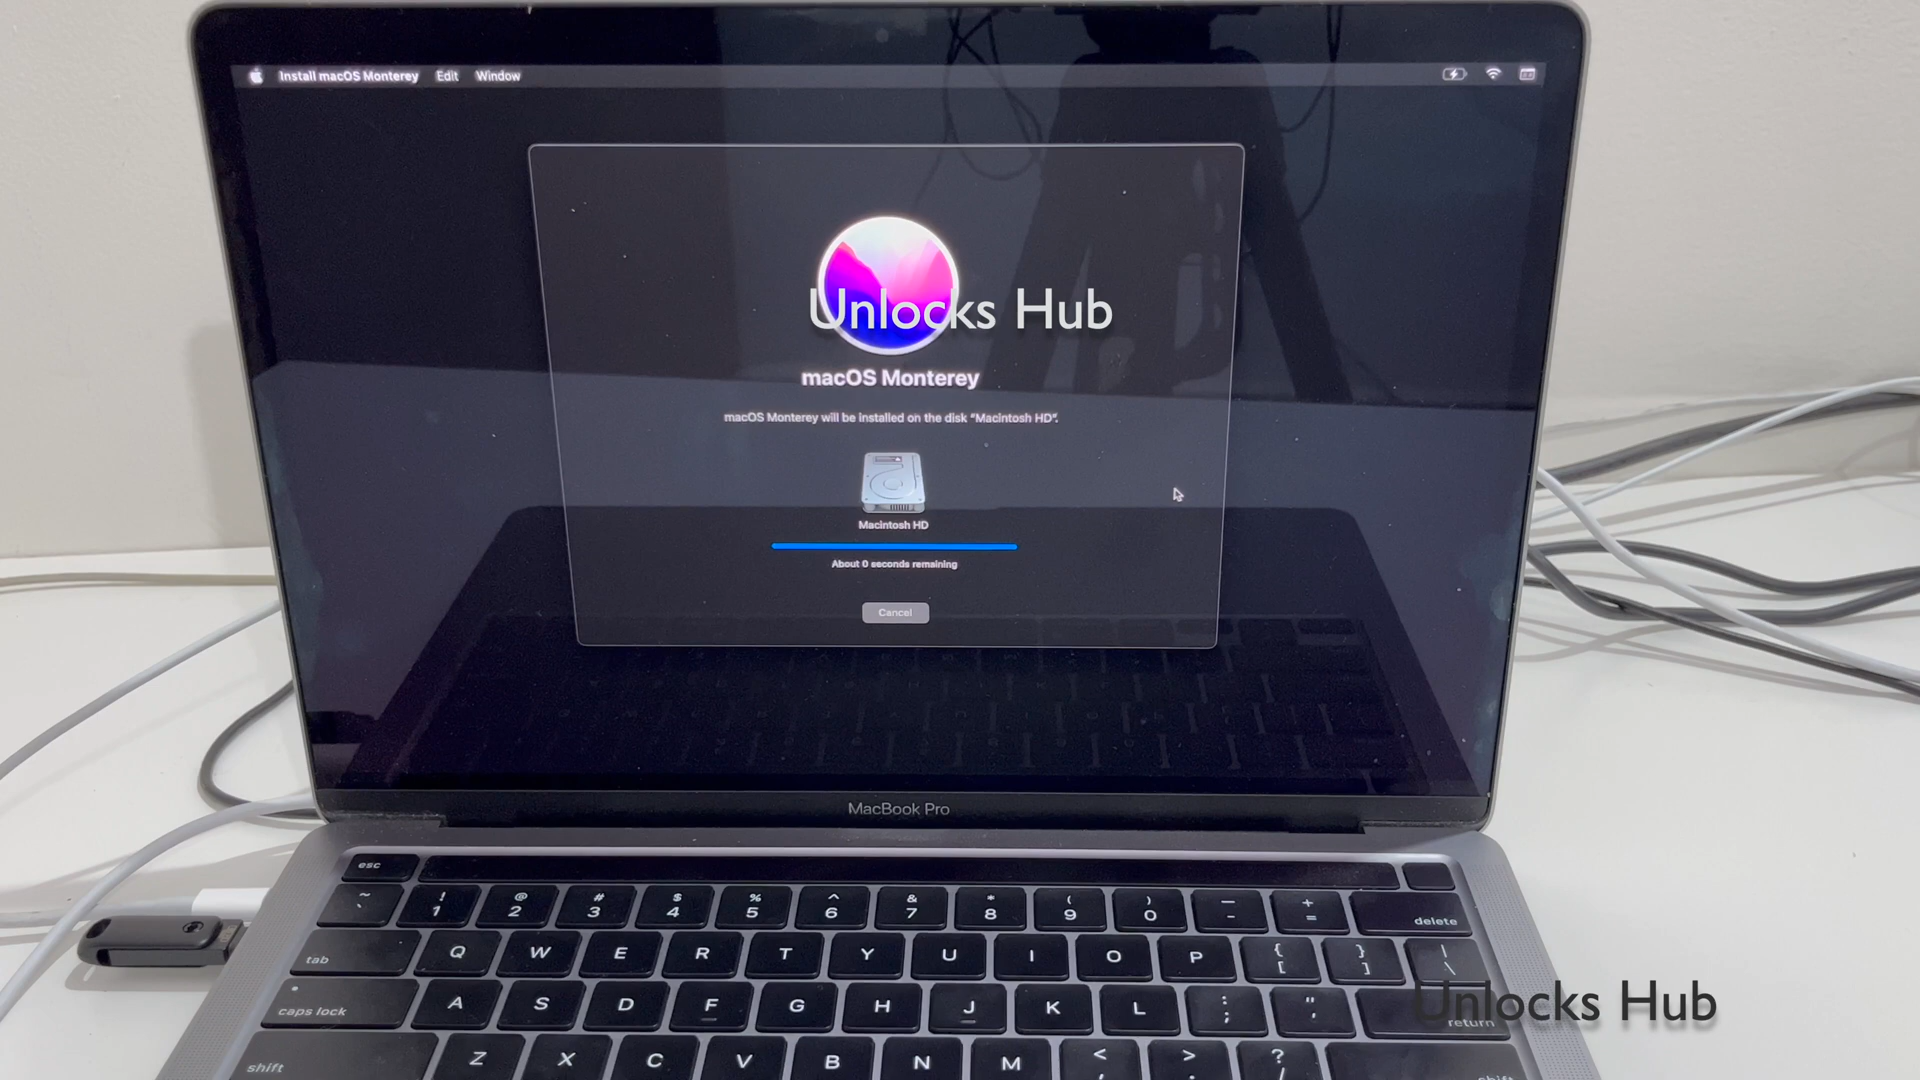 Install macOS Monterey Edit Window
Unlocks Hub
macOS Monterey
macOS Monterey will be installed on the disk “Macintosh HD”.
Macintosh HD
About 0 seconds remaining
Cancel
MacBook Pro
esc
~ ` ! 1 @ 2 # 3 $ 4 % 5 ^ 6 & 7 * 8 ( 9 ) 0 — - + = delete
tab Q W E R T Y U I O P { [ } ] | \
caps lock A S D F G H J K L : ; " ' return
Unlocks Hub
shift Z X C V B N M < , > . ? / shift